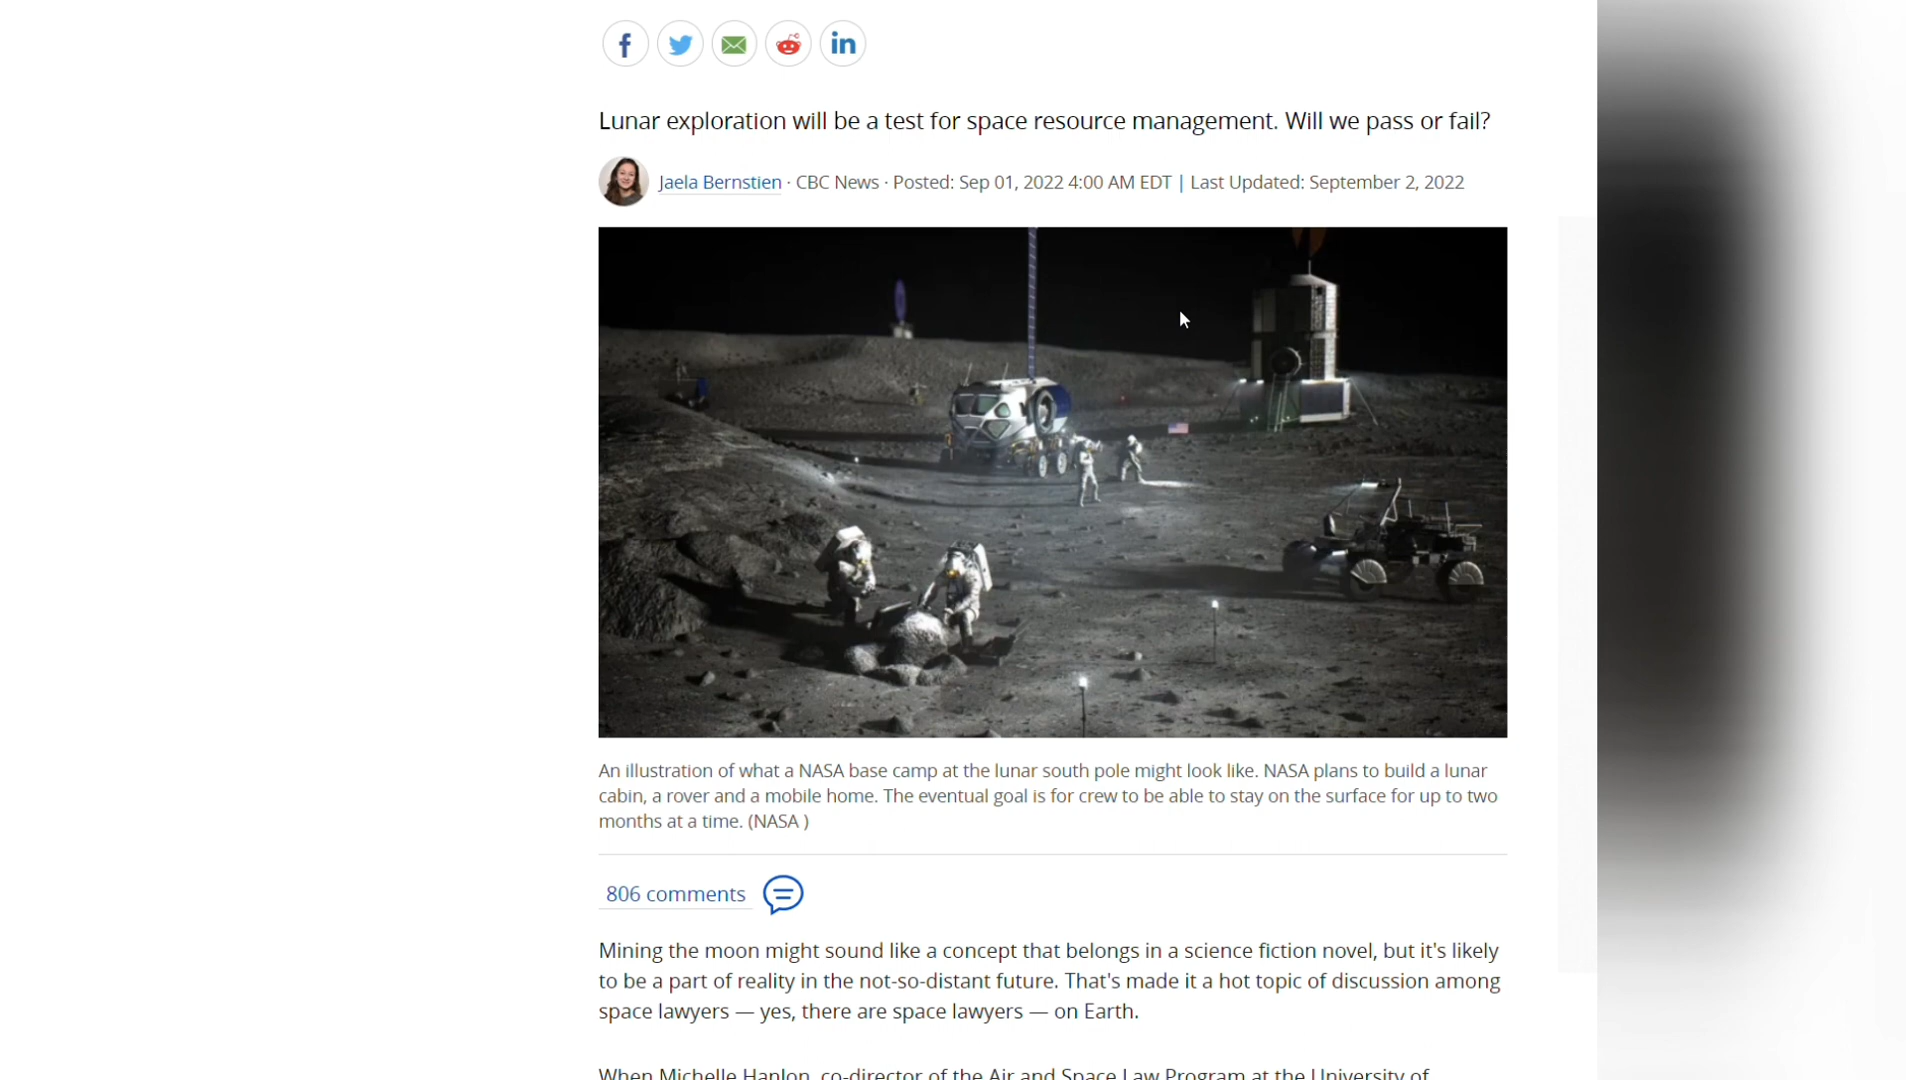 Lunar exploration will be a test for space resource management. Will we pass or fail?
Jaela Bernstien · CBC News · Posted: Sep 01, 2022 4:00 AM EDT | Last Updated: September 2, 2022
An illustration of what a NASA base camp at the lunar south pole might look like. NASA plans to build a lunar
cabin, a rover and a mobile home. The eventual goal is for crew to be able to stay on the surface for up to two
months at a time. (NASA )
806 comments
Mining the moon might sound like a concept that belongs in a science fiction novel, but it's likely
to be a part of reality in the not-so-distant future. That's made it a hot topic of discussion among
space lawyers — yes, there are space lawyers — on Earth.
When Michelle Hanlon, co-director of the Air and Space Law Program at the University of